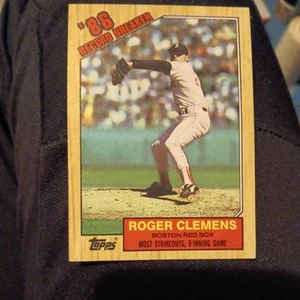 '86
RECORD BREAKER
ROGER CLEMENS
BOSTON RED SOX
MOST STRIKEOUTS, 9-INNING GAME
Topps